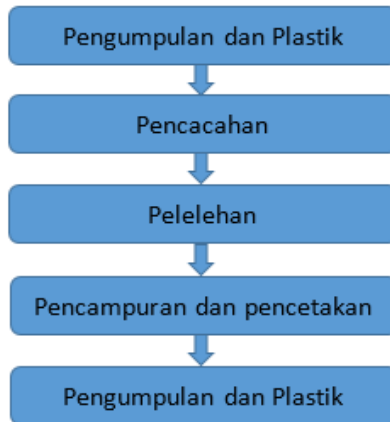 Pengumpulan dan Plastik
Pencacahan
Pelelehan
Pencampuran dan pencetakan
Pengumpulan dan Plastik